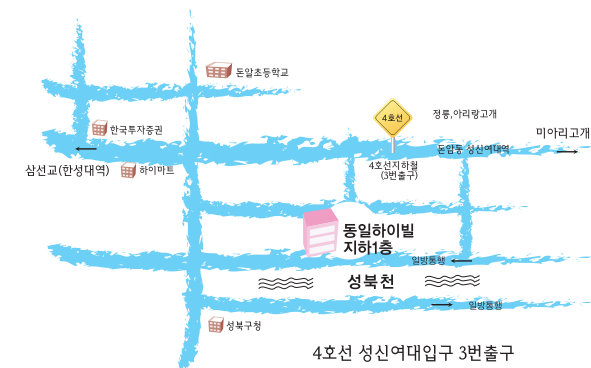 돈암초등학교
4호선
정릉,아리랑고개
한국투자증권
미아리고개
돈암동 성신여대역
삼선교(한성대역)
하이마트
4호선지하철
(3번출구)
동일하이빌
지하1층
일방통행
성북천
일방통행
성북구청
4호선 성신여대입구 3번출구